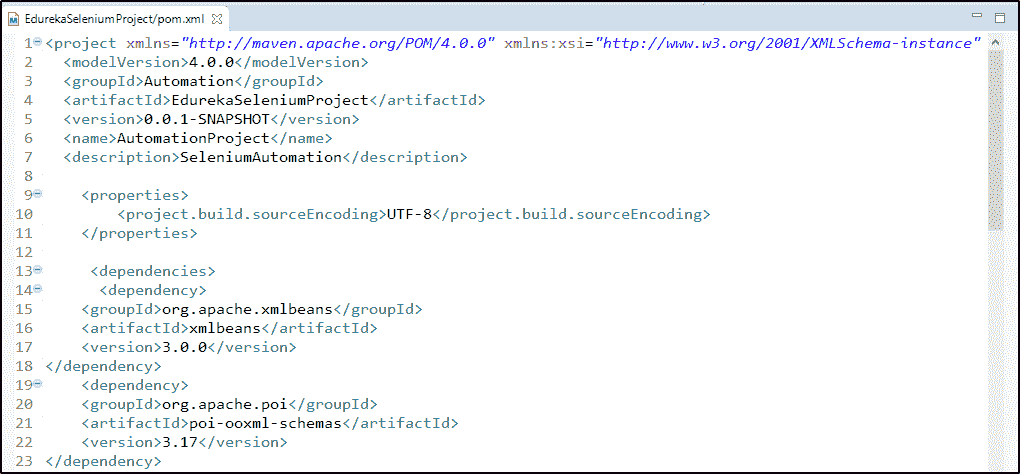 EdurekaSeleniumProject/pom.xml
1 <project xmlns="http://maven.apache.org/POM/4.0.0" xmlns:xsi="http://www.w3.org/2001/XMLSchema-instance"
2   <modelVersion>4.0.0</modelVersion>
3   <groupId>Automation</groupId>
4   <artifactId>EdurekaSeleniumProject</artifactId>
5   <version>0.0.1-SNAPSHOT</version>
6   <name>AutomationProject</name>
7   <description>SeleniumAutomation</description>
8
9     <properties>
10         <project.build.sourceEncoding>UTF-8</project.build.sourceEncoding>
11     </properties>
12
13      <dependencies>
14       <dependency>
15     <groupId>org.apache.xmlbeans</groupId>
16     <artifactId>xmlbeans</artifactId>
17     <version>3.0.0</version>
18 </dependency>
19     <dependency>
20     <groupId>org.apache.poi</groupId>
21     <artifactId>poi-ooxml-schemas</artifactId>
22     <version>3.17</version>
23 </dependency>